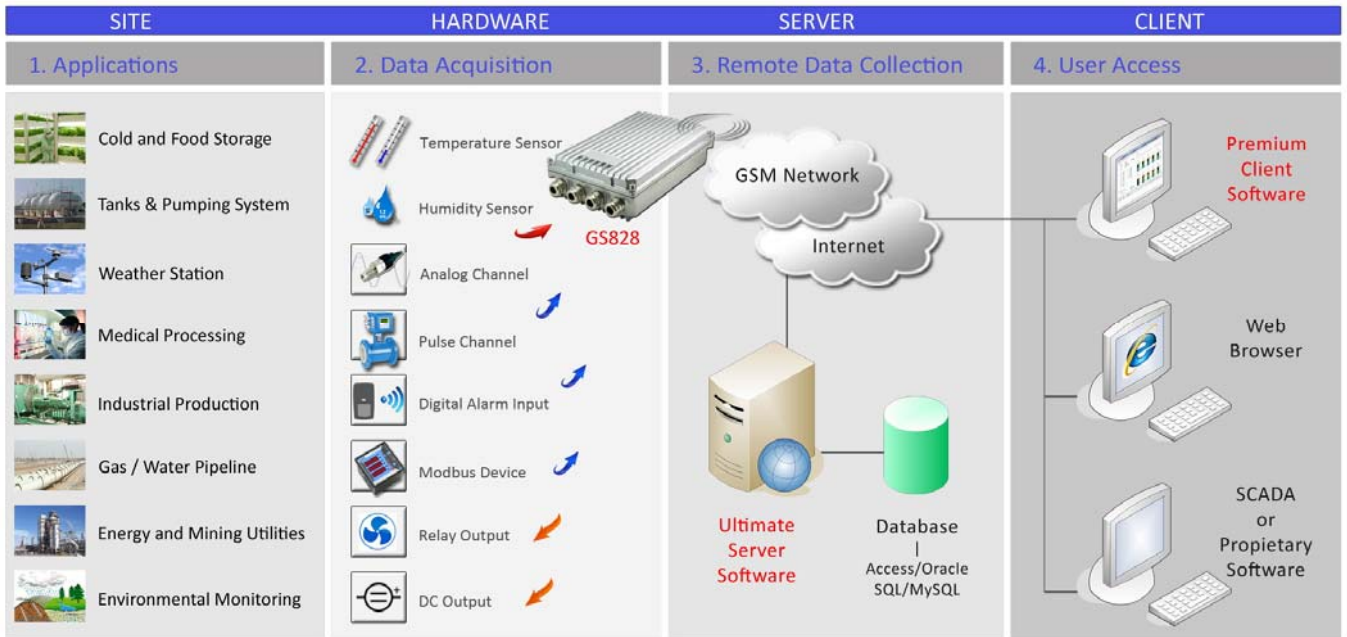 SITE
HARDWARE
SERVER
CLIENT
1. Applications
2. Data Acquisition
3. Remote Data Collection
4. User Access
Cold and Food Storage
Tanks & Pumping System
Weather Station
Medical Processing
Industrial Production
Gas / Water Pipeline
Energy and Mining Utilities
Environmental Monitoring
Temperature Sensor
Humidity Sensor
GS828
Analog Channel
Pulse Channel
Digital Alarm Input
Modbus Device
Relay Output
DC Output
GSM Network
Internet
Ultimate
Server
Software
Database
|
Access/Oracle
SQL/MySQL
Premium
Client
Software
Web
Browser
SCADA
or
Propietary
Software